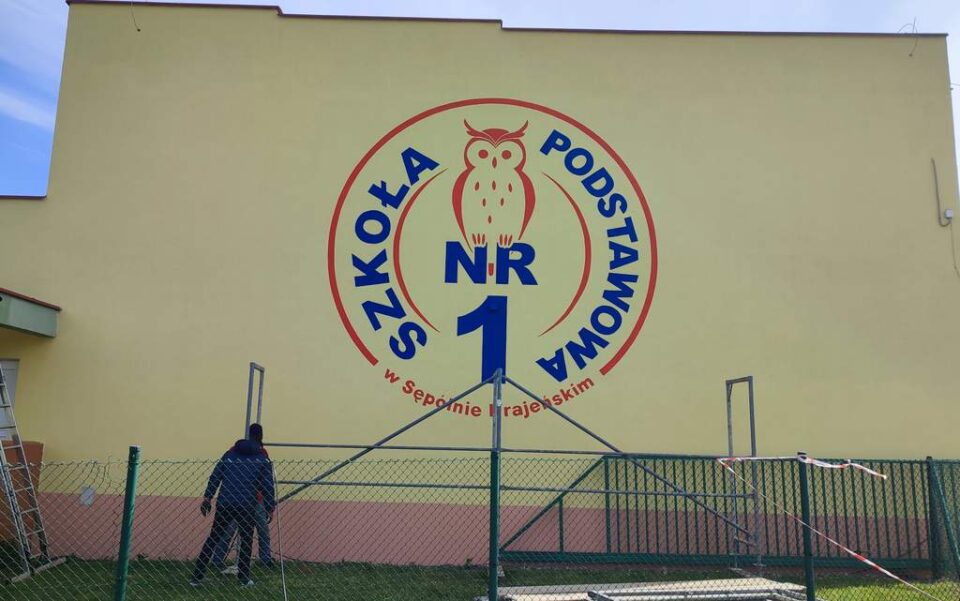 SZKOŁA
PODSTAWOWA
NR
1
w Sępólnie Krajeńskim